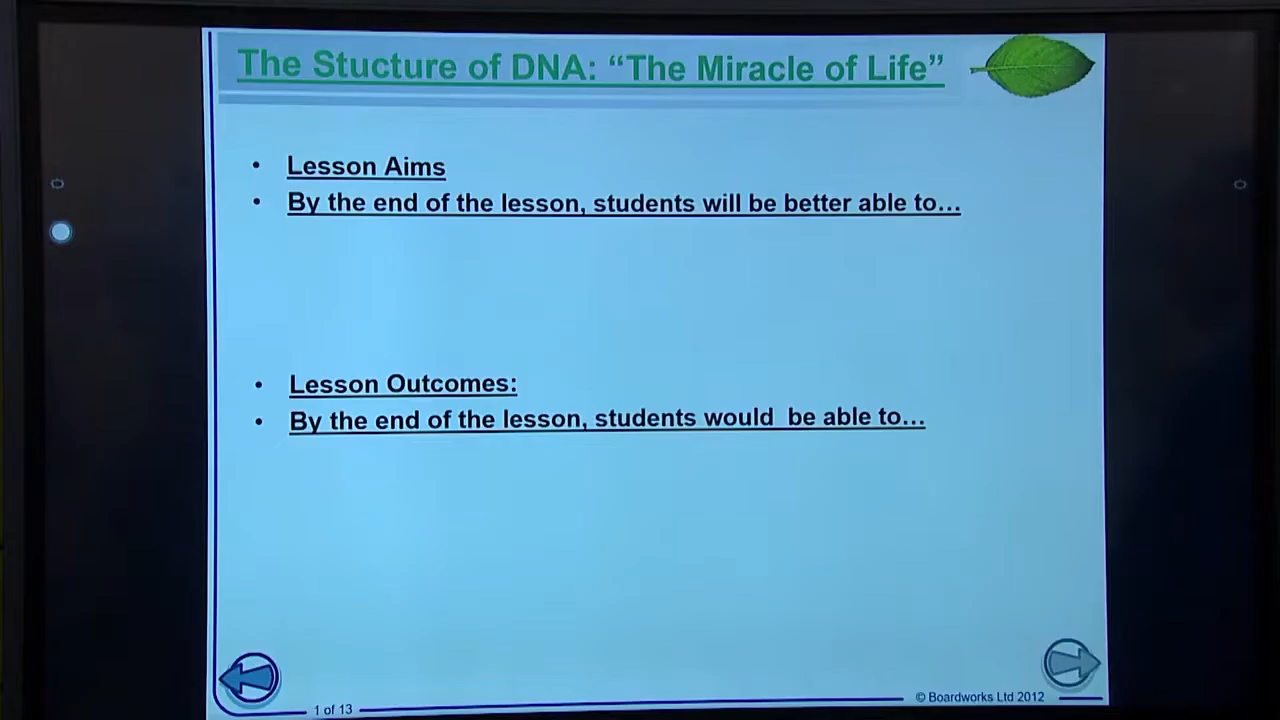 The Stucture of DNA: “The Miracle of Life”
• Lesson Aims
• By the end of the lesson, students will be better able to...
• Lesson Outcomes:
• By the end of the lesson, students would  be able to...
1 of 13
© Boardworks Ltd 2012